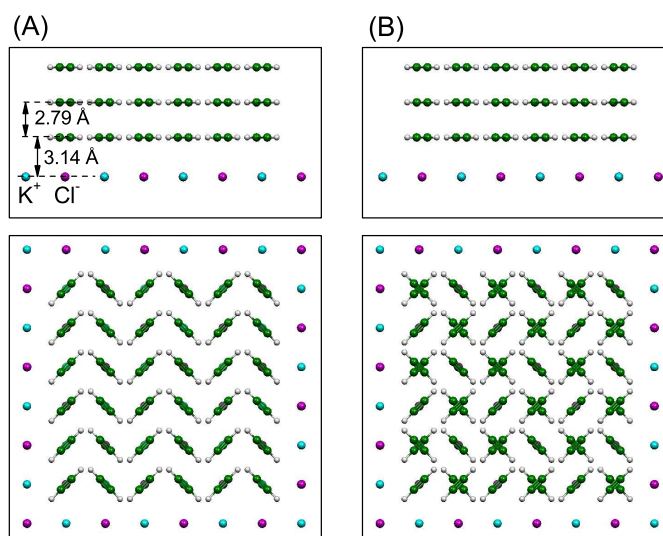 (A)
(B)
2.79 Å
3.14 Å
K⁺ Cl⁻